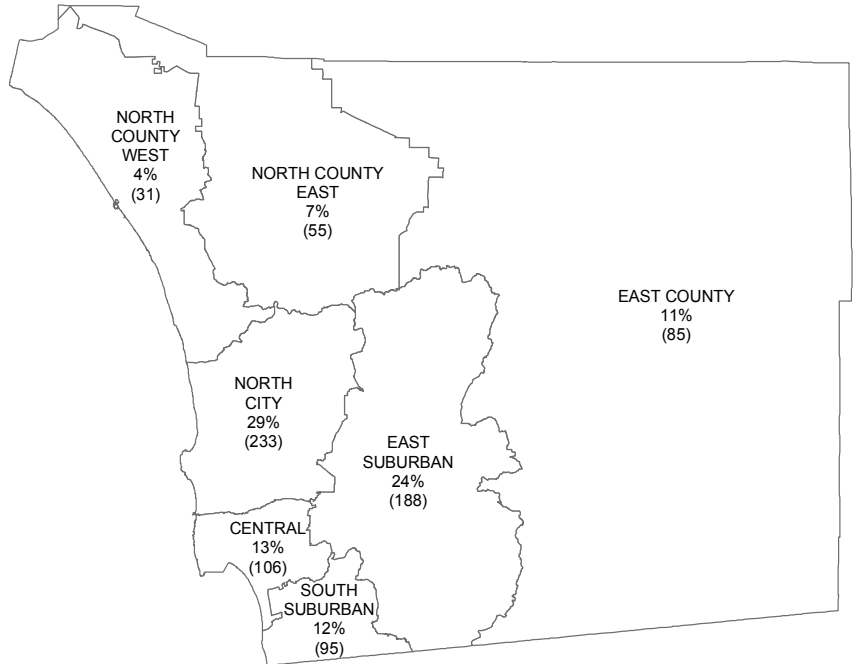 NORTH
COUNTY
WEST
4%
(31)
NORTH COUNTY
EAST
7%
(55)
EAST COUNTY
11%
(85)
NORTH
CITY
29%
(233)
EAST
SUBURBAN
24%
(188)
CENTRAL
13%
(106)
SOUTH
SUBURBAN
12%
(95)